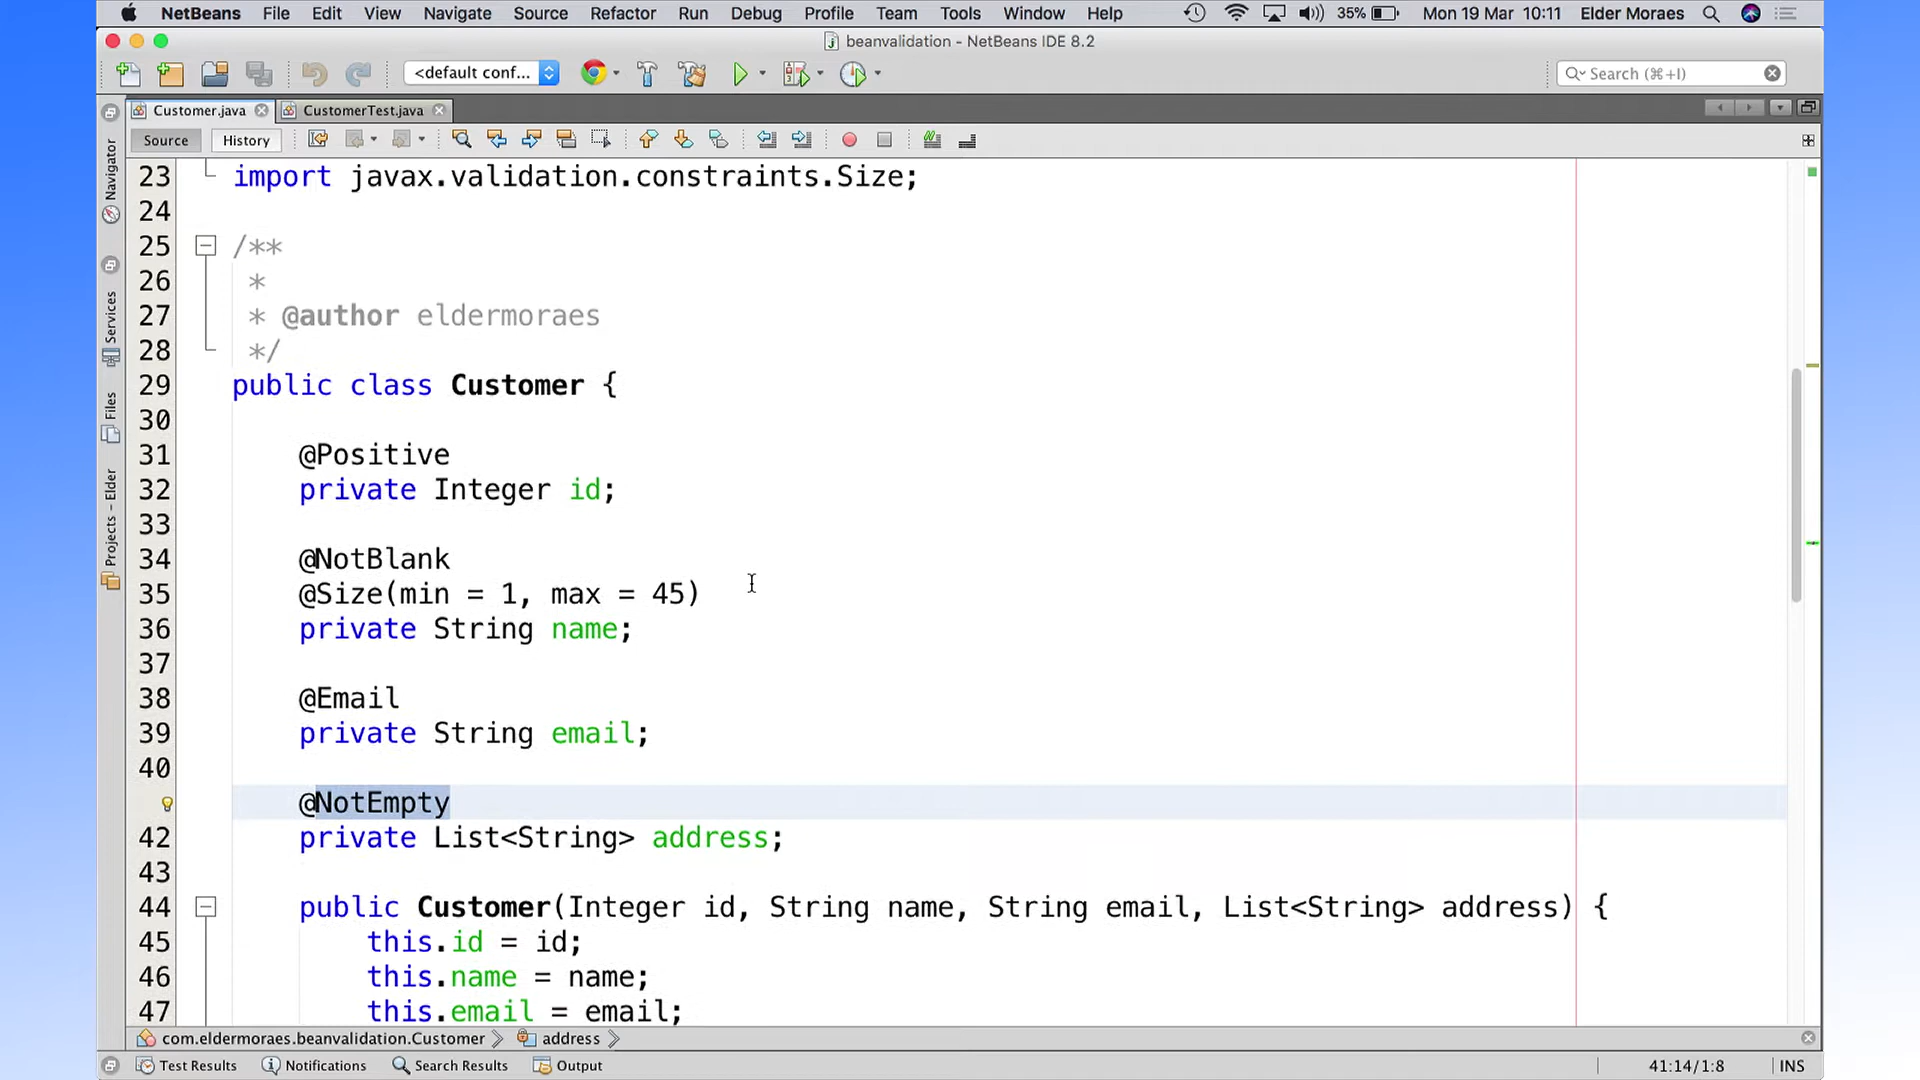 NetBeans File Edit View Navigate Source Refactor Run Debug Profile Team Tools Window Help 35% Mon 19 Mar 10:11 Elder Moraes
beanvalidation - NetBeans IDE 8.2
<default conf... Search (⌘+I)
Customer.java CustomerTest.java
Source History
Navigator
Services
Files
Projects - Elder
23 import javax.validation.constraints.Size;
24
25 /**
26 *
27 * @author eldermoraes
28 */
29 public class Customer {
30
31 @Positive
32 private Integer id;
33
34 @NotBlank
35 @Size(min = 1, max = 45)
36 private String name;
37
38 @Email
39 private String email;
40
@NotEmpty
42 private List<String> address;
43
44 public Customer(Integer id, String name, String email, List<String> address) {
45 this.id = id;
46 this.name = name;
47 this.email = email;
com.eldermoraes.beanvalidation.Customer address
Test Results Notifications Search Results Output 41:14/1:8 INS